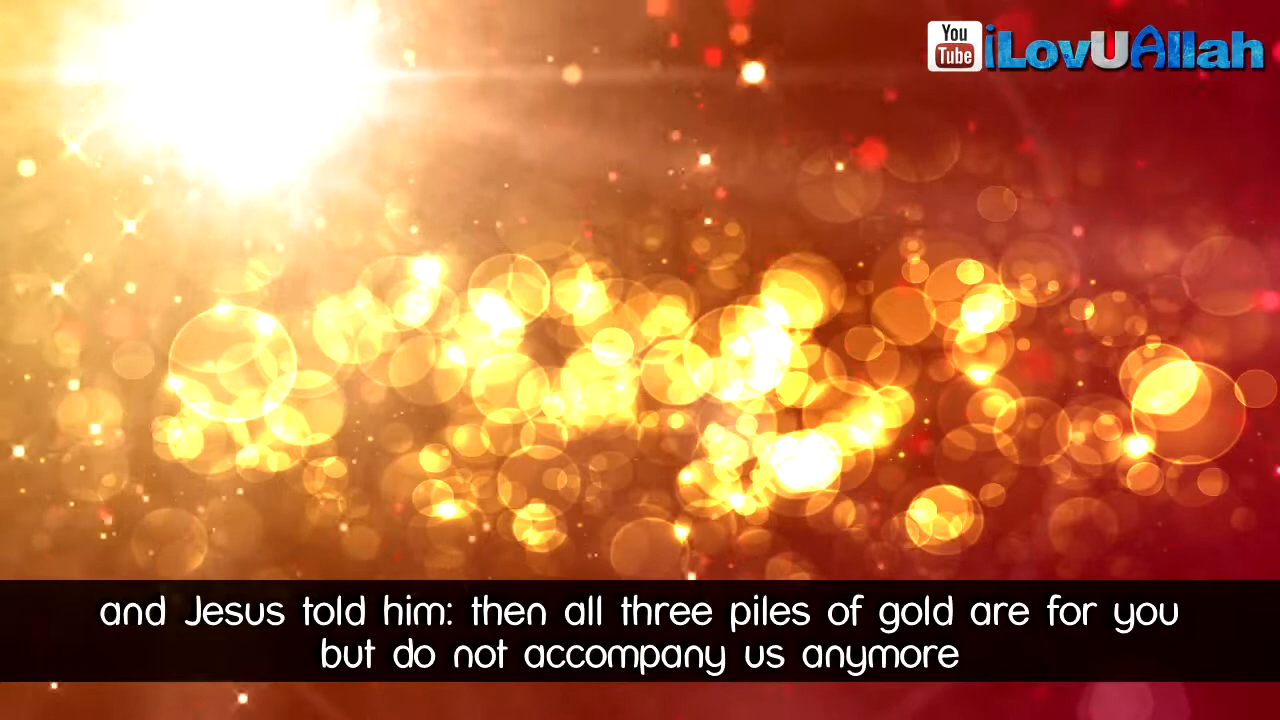 You
Tube
iLovUAllah
and Jesus told him: then all three piles of gold are for you
but do not accompany us anymore